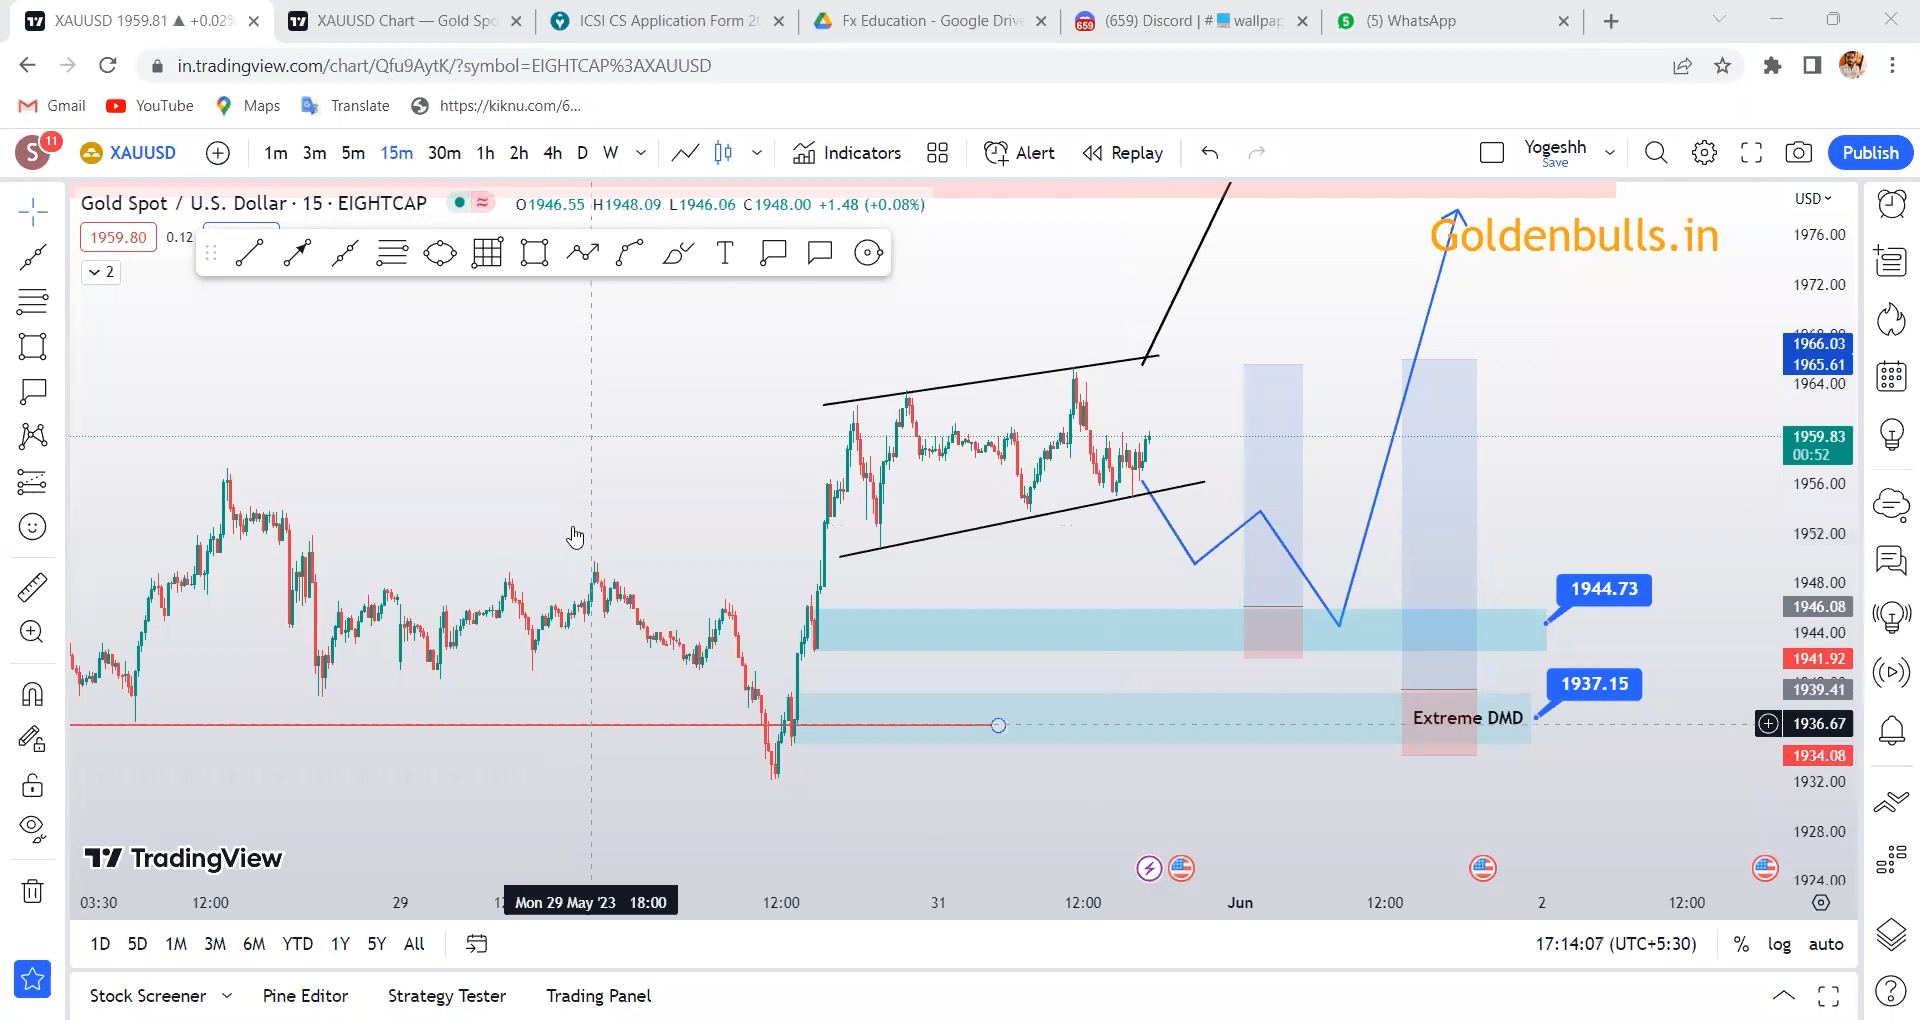 XAUUSD 1959.81 ▲ +0.02%
XAUUSD Chart — Gold Spo
ICSI CS Application Form 20
Fx Education - Google Drive
(659) Discord | # wallpap
(5) WhatsApp
in.tradingview.com/chart/Qfu9AytK/?symbol=EIGHTCAP%3AXAUUSD
Gmail YouTube Maps Translate https://kiknu.com/6...
S 11 XAUUSD 1m 3m 5m 15m 30m 1h 2h 4h D W Indicators Alert Replay Yogeshh Save Publish
Gold Spot / U.S. Dollar · 15 · EIGHTCAP O1946.55 H1948.09 L1946.06 C1948.00 +1.48 (+0.08%)
USD
1959.80 0.12
2
Goldenbulls.in
1976.00
1972.00
1966.03
1965.61
1964.00
1959.83
00:52
1956.00
1952.00
1948.00
1944.73
1946.08
1944.00
1941.92
1937.15
1939.41
Extreme DMD
1936.67
1934.08
1932.00
1928.00
1924.00
TradingView
03:30 12:00 29 Mon 29 May '23 18:00 12:00 31 12:00 Jun 12:00 2 12:00
1D 5D 1M 3M 6M YTD 1Y 5Y All 17:14:07 (UTC+5:30) % log auto
Stock Screener Pine Editor Strategy Tester Trading Panel